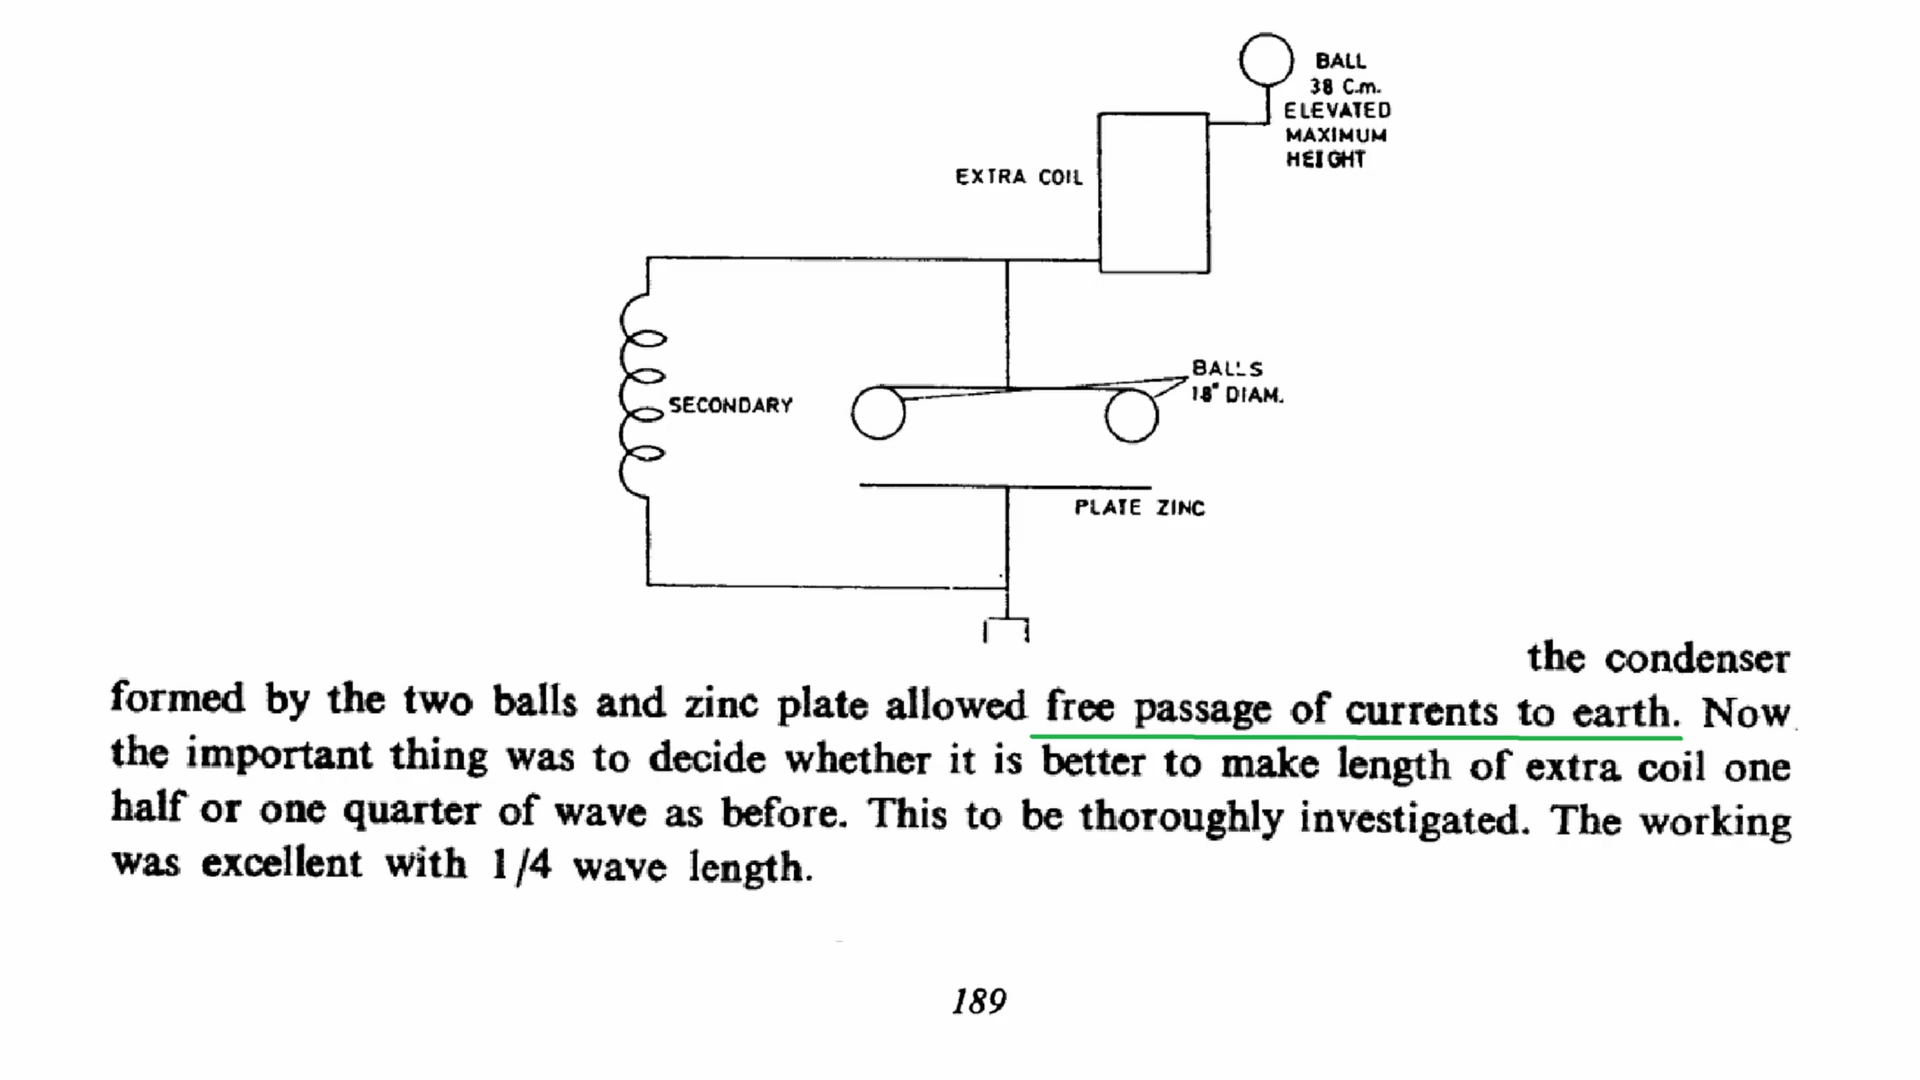 BALL
38 C.m.
ELEVATED
MAXIMUM
HEIGHT
EXTRA COIL
BALLS
18" DIAM.
SECONDARY
PLATE ZINC
the condenser
formed by the two balls and zinc plate allowed free passage of currents to earth. Now
the important thing was to decide whether it is better to make length of extra coil one
half or one quarter of wave as before. This to be thoroughly investigated. The working
was excellent with 1/4 wave length.
189